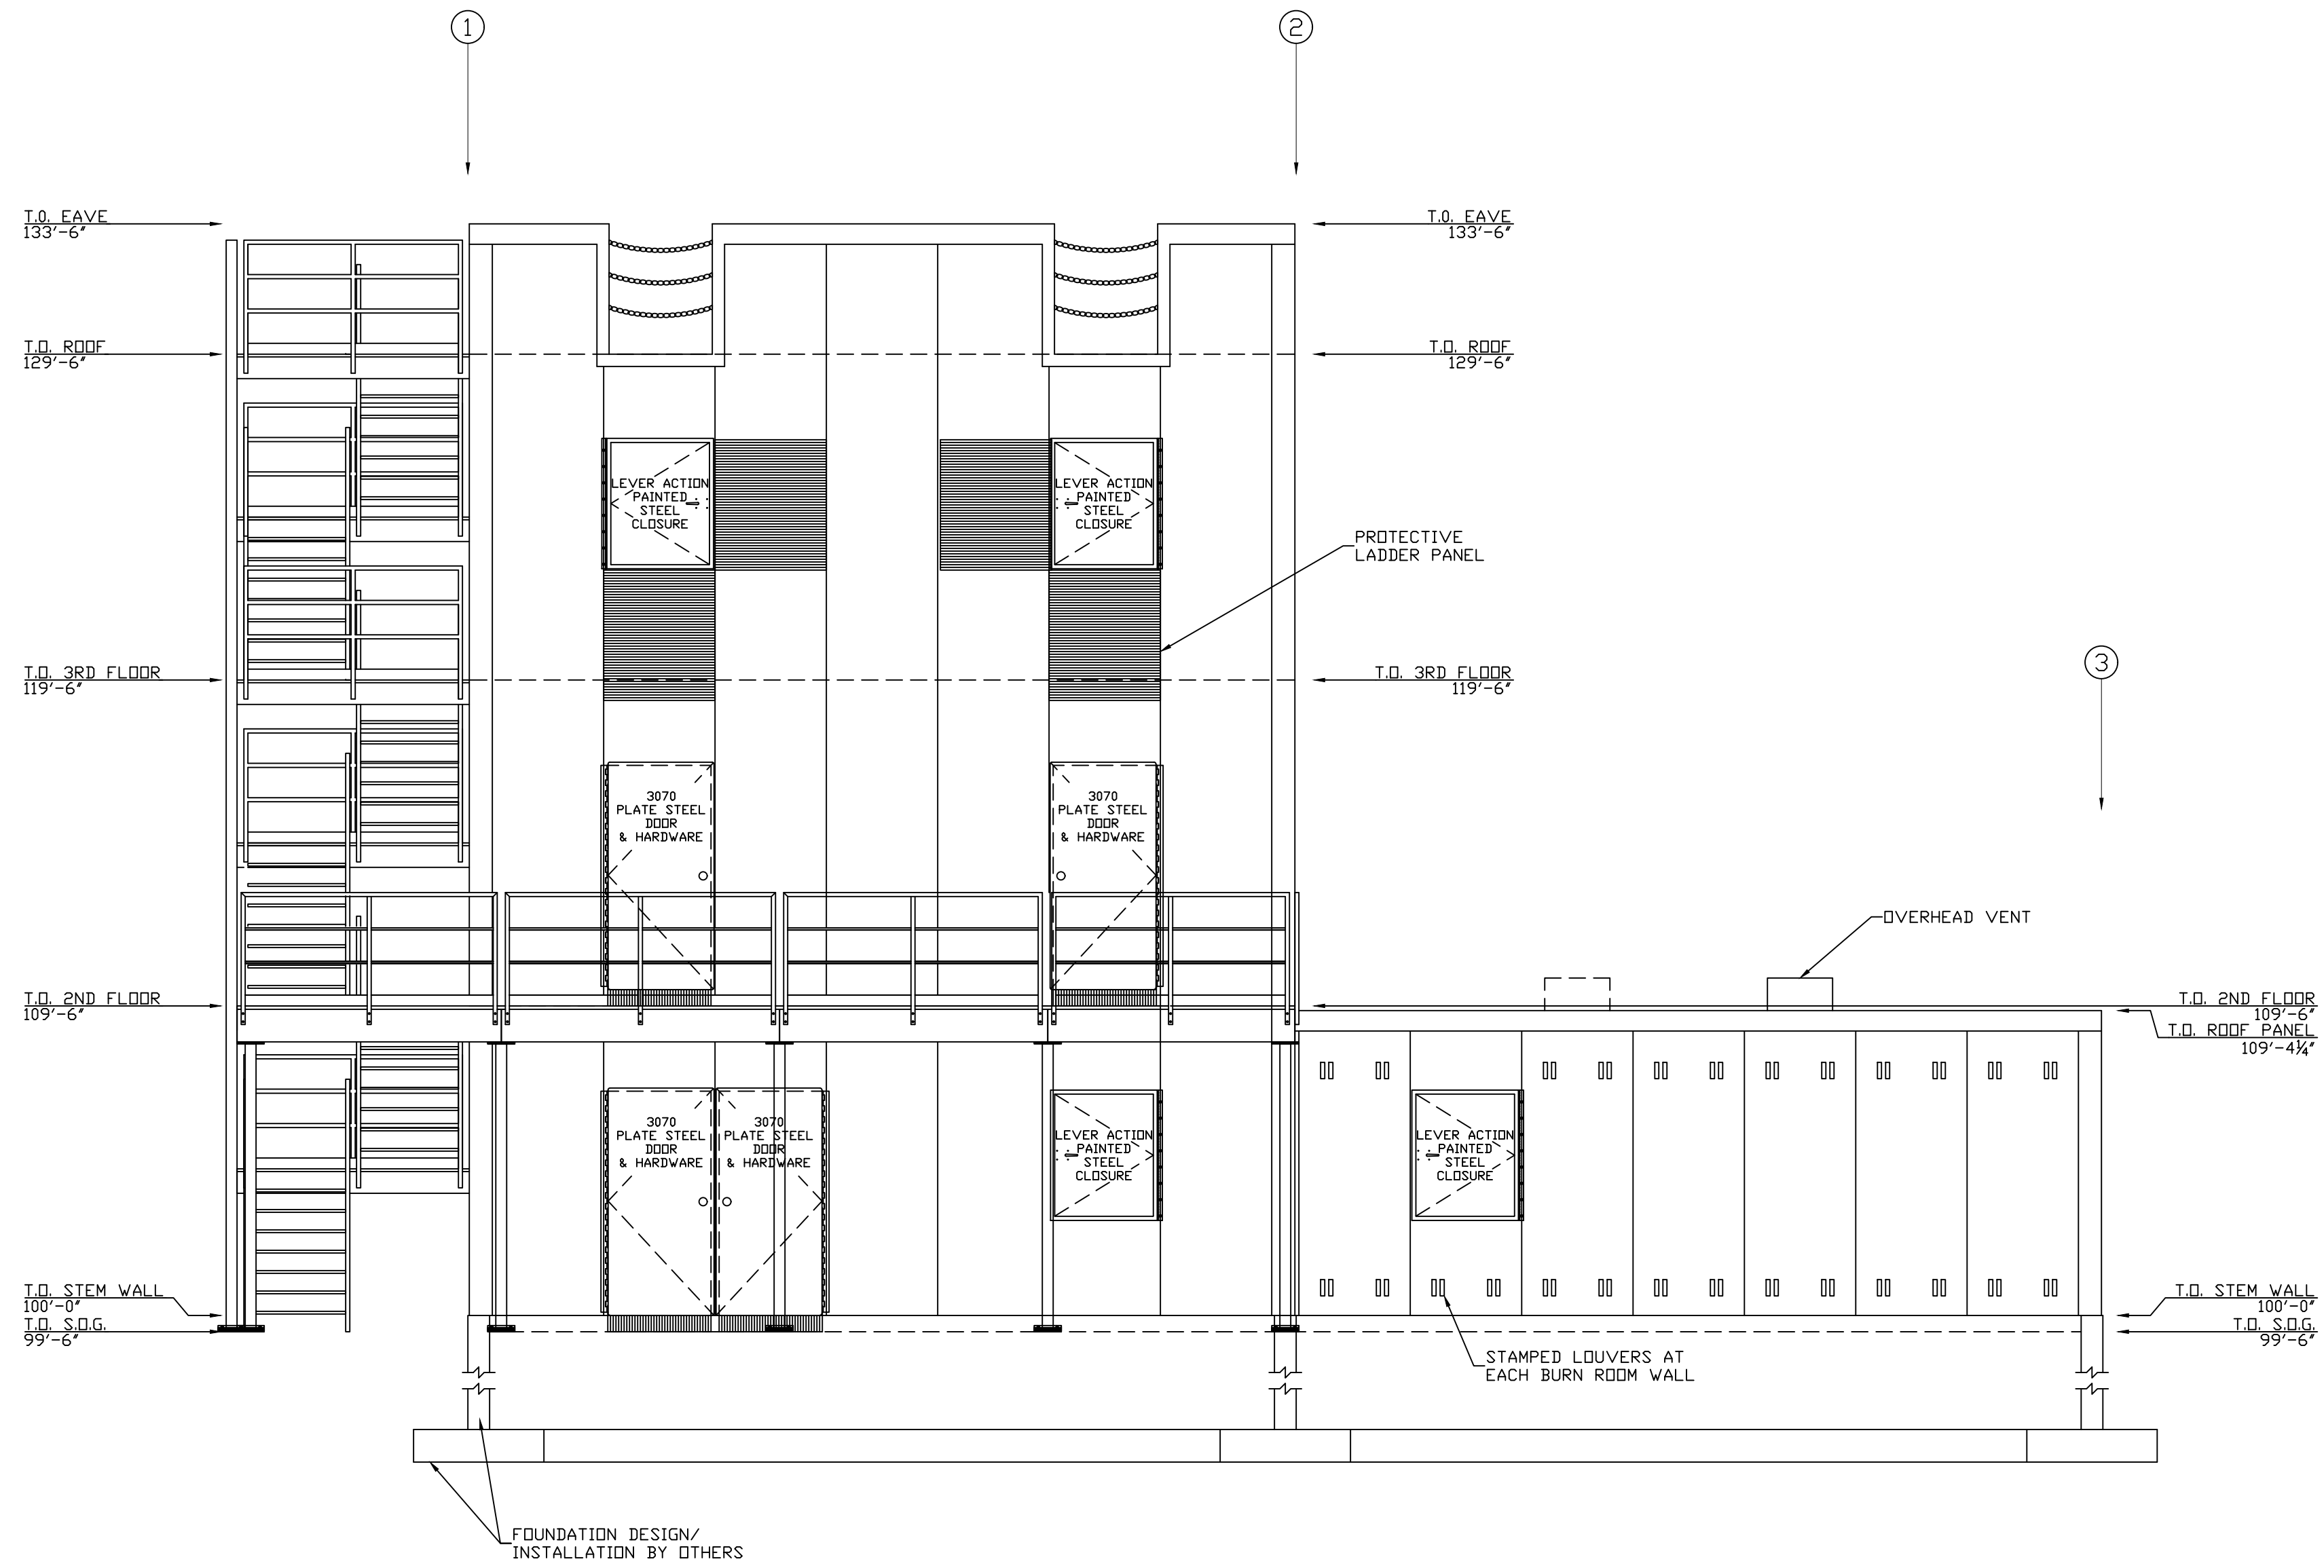 1
2
T.O. EAVE
133'-6"
T.O. EAVE
133'-6"
T.O. ROOF
129'-6"
T.O. ROOF
129'-6"
LEVER ACTION
PAINTED
STEEL
CLOSURE
LEVER ACTION
PAINTED
STEEL
CLOSURE
PROTECTIVE
LADDER PANEL
3
T.O. 3RD FLOOR
119'-6"
T.O. 3RD FLOOR
119'-6"
3070
PLATE STEEL
DOOR
& HARDWARE
3070
PLATE STEEL
DOOR
& HARDWARE
OVERHEAD VENT
T.O. 2ND FLOOR
109'-6"
T.O. 2ND FLOOR
109'-6"
T.O. ROOF PANEL
109'-4¼"
3070
PLATE STEEL
DOOR
& HARDWARE
3070
PLATE STEEL
DOOR
& HARDWARE
LEVER ACTION
PAINTED
STEEL
CLOSURE
LEVER ACTION
PAINTED
STEEL
CLOSURE
T.O. STEM WALL
100'-0"
T.O. S.O.G.
99'-6"
T.O. STEM WALL
100'-0"
T.O. S.O.G.
99'-6"
STAMPED LOUVERS AT
EACH BURN ROOM WALL
FOUNDATION DESIGN/
INSTALLATION BY OTHERS